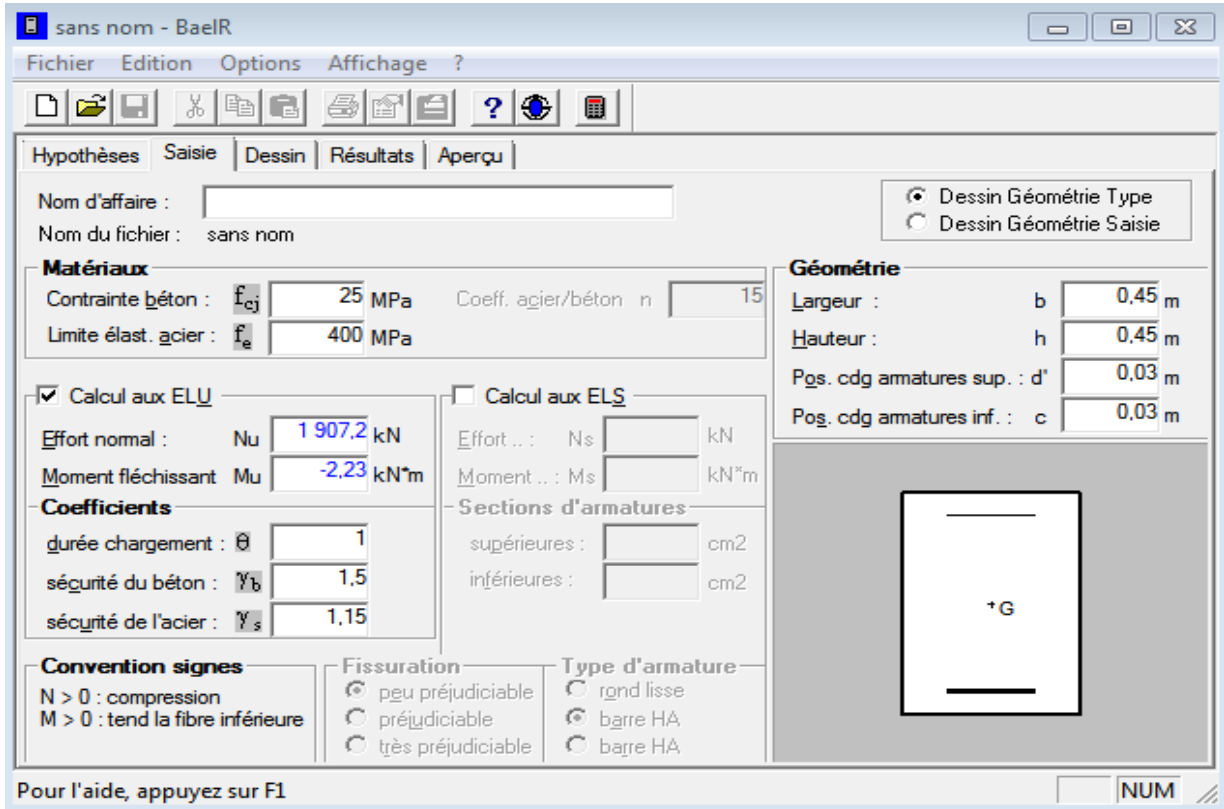 sans nom - BaelR
Fichier Edition Options Affichage ?
Hypothèses Saisie Dessin Résultats Aperçu
Nom d'affaire :
Nom du fichier : sans nom
Dessin Géométrie Type
Dessin Géométrie Saisie
Matériaux
Contrainte béton : fcj 25 MPa Coeff. acier/béton n 15
Limite élast. acier : fe 400 MPa
Géométrie
Largeur : b 0,45 m
Hauteur : h 0,45 m
Pos. cdg armatures sup. : d' 0,03 m
Pos. cdg armatures inf. : c 0,03 m
Calcul aux ELU
Effort normal : Nu 1 907,2 kN
Moment fléchissant Mu -2,23 kN*m
Coefficients
durée chargement : θ 1
sécurité du béton : γb 1,5
sécurité de l'acier : γs 1,15
Calcul aux ELS
Effort .. : Ns kN
Moment ..: Ms kN*m
Sections d'armatures
supérieures : cm2
inférieures : cm2
G
Convention signes
N > 0 : compression
M > 0 : tend la fibre inférieure
Fissuration
peu préjudiciable
préjudiciable
très préjudiciable
Type d'armature
rond lisse
barre HA
barre HA
Pour l'aide, appuyez sur F1 NUM